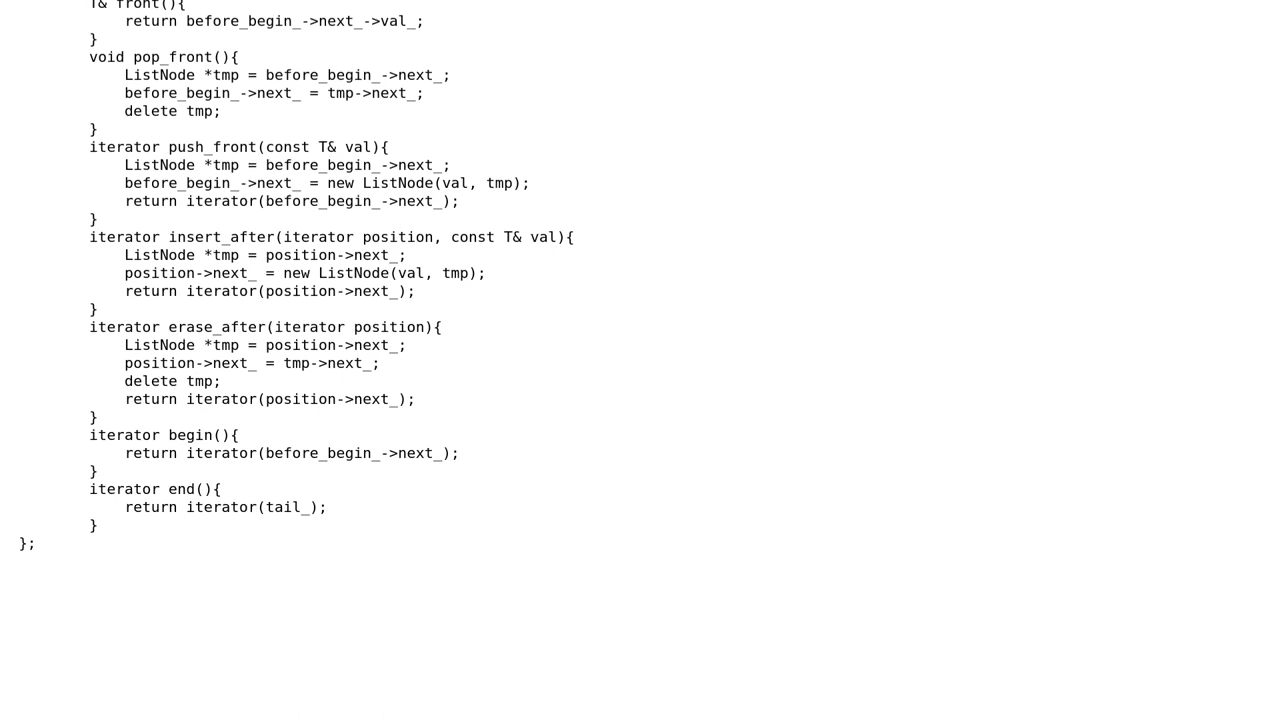 T& front(){
return before_begin_->next_->val_;
}
void pop_front(){
ListNode *tmp = before_begin_->next_;
before_begin_->next_ = tmp->next_;
delete tmp;
}
iterator push_front(const T& val){
ListNode *tmp = before_begin_->next_;
before_begin_->next_ = new ListNode(val, tmp);
return iterator(before_begin_->next_);
}
iterator insert_after(iterator position, const T& val){
ListNode *tmp = position->next_;
position->next_ = new ListNode(val, tmp);
return iterator(position->next_);
}
iterator erase_after(iterator position){
ListNode *tmp = position->next_;
position->next_ = tmp->next_;
delete tmp;
return iterator(position->next_);
}
iterator begin(){
return iterator(before_begin_->next_);
}
iterator end(){
return iterator(tail_);
}
};